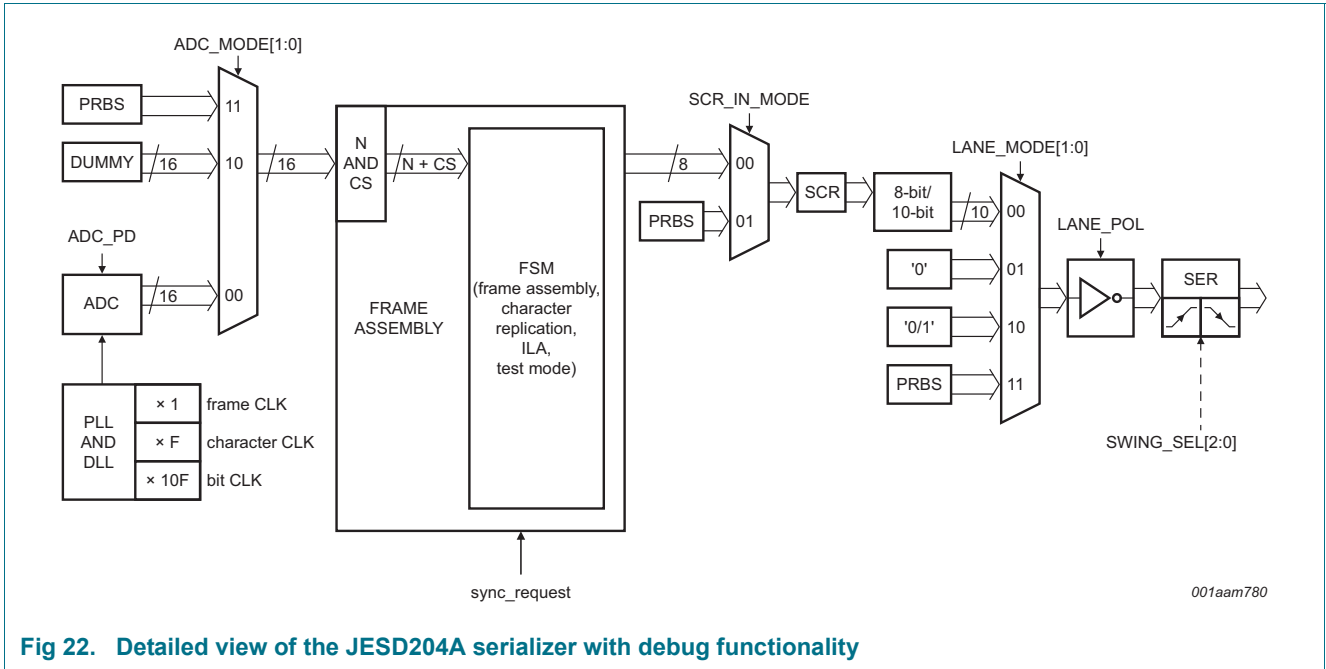 ADC_MODE[1:0]
PRBS
11
DUMMY
16
10
16
ADC_PD
ADC
16
00
PLL
AND
DLL
× 1
frame CLK
× F
character CLK
× 10F
bit CLK
N
AND
CS
N + CS
FRAME
ASSEMBLY
FSM
(frame assembly,
character
replication,
ILA,
test mode)
sync_request
SCR_IN_MODE
8
00
PRBS
01
SCR
8-bit/
10-bit
10
LANE_MODE[1:0]
00
'0'
01
'0/1'
10
PRBS
11
LANE_POL
SER
SWING_SEL[2:0]
001aam780
Fig 22. Detailed view of the JESD204A serializer with debug functionality